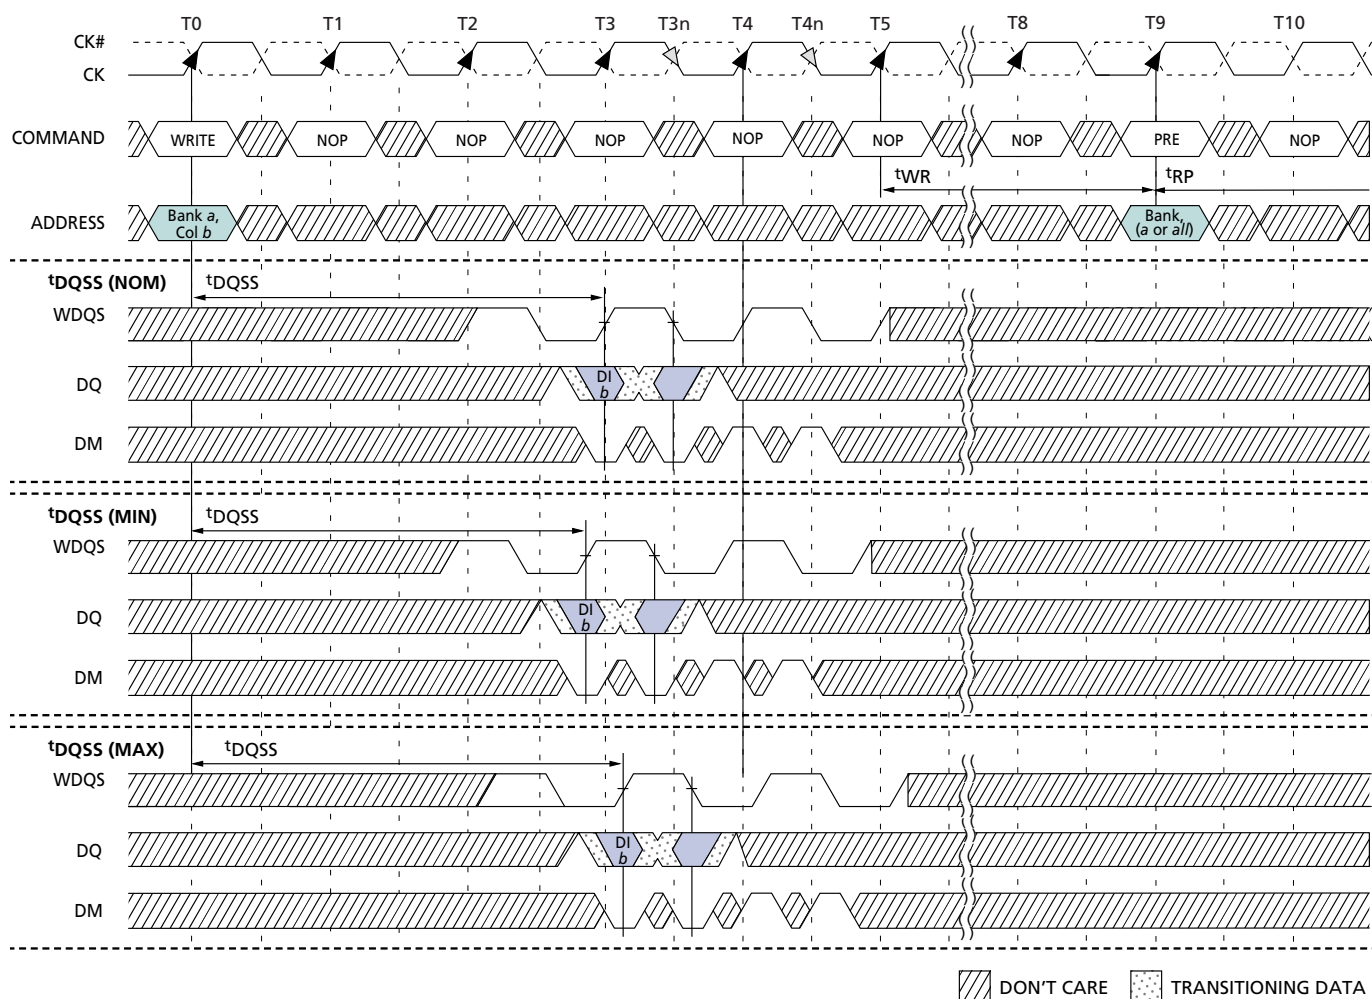 T0 T1 T2 T3 T3n T4 T4n T5 T8 T9 T10
CK#
CK
COMMAND WRITE NOP NOP NOP NOP NOP NOP PRE NOP
tWR tRP
ADDRESS Bank a, Col b Bank, (a or all)
tDQSS (NOM) tDQSS
WDQS
DQ DI b
DM
tDQSS (MIN) tDQSS
WDQS
DQ DI b
DM
tDQSS (MAX) tDQSS
WDQS
DQ DI b
DM
DON'T CARE TRANSITIONING DATA